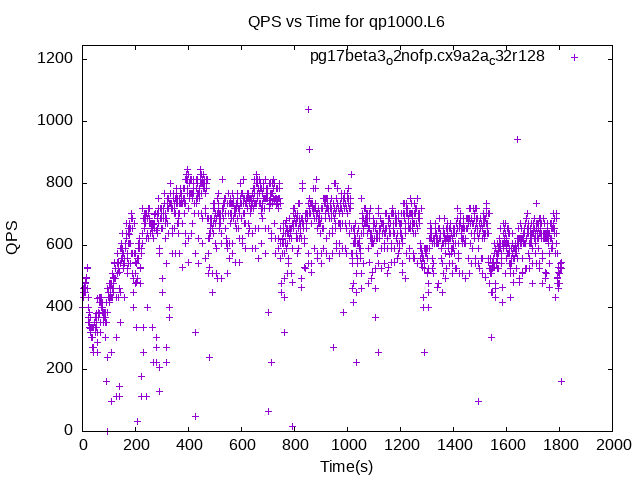 QPS vs Time for qp1000.L6
pg17beta3o2nofp.cx9a2ac32r128
1200
1000
800
600
400
200
0
QPS
0 200 400 600 800 1000 1200 1400 1600 1800 2000
Time(s)